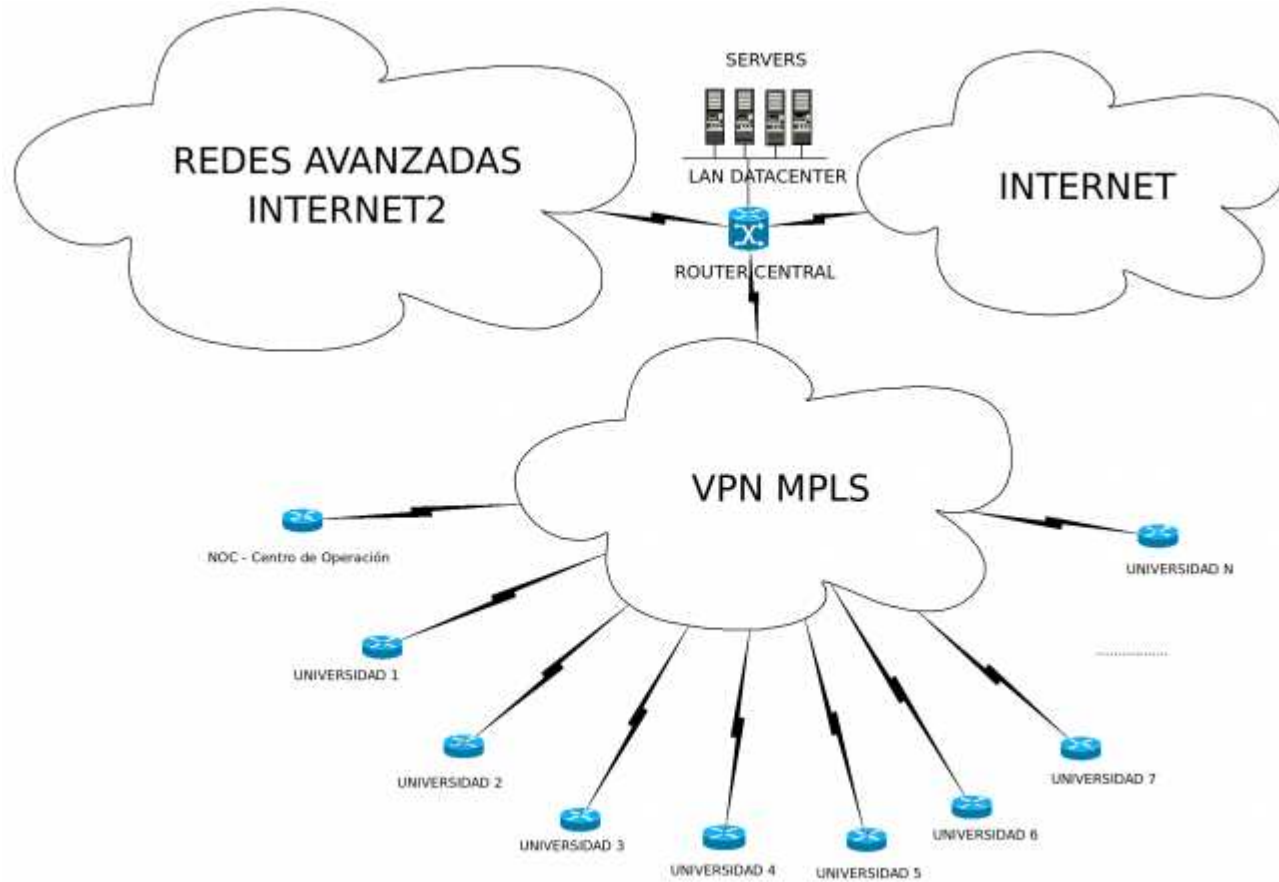 SERVERS
REDES AVANZADAS
INTERNET2
LAN DATACENTER
INTERNET
ROUTER CENTRAL
VPN MPLS
NOC - Centro de Operación
UNIVERSIDAD N
UNIVERSIDAD 1
UNIVERSIDAD 2
UNIVERSIDAD 7
UNIVERSIDAD 3
UNIVERSIDAD 6
UNIVERSIDAD 4
UNIVERSIDAD 5